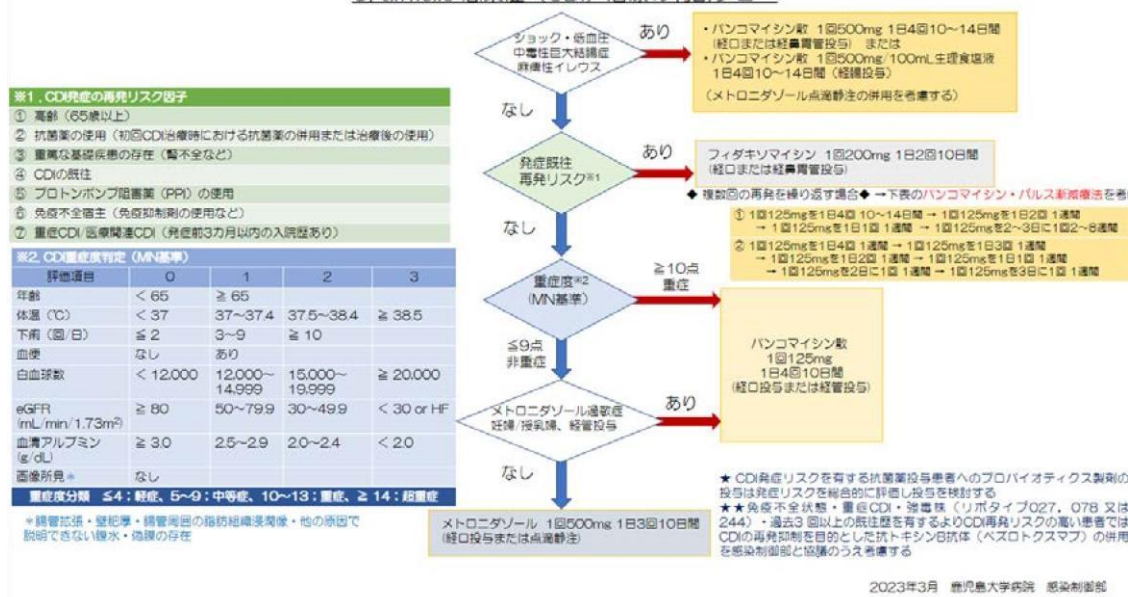 ショック・低血圧
中毒性巨大結腸症
麻痺性イレウス
あり
・バンコマイシン散 1回500mg 1日4回10~14日間
(経口または経鼻胃管投与) または
・バンコマイシン散 1回500mg/100mL生理食塩液
1日4回10~14日間 (経腸投与)
(メトロニダゾール点滴静注の併用を考慮する)
なし
※1.CDI発症の再発リスク因子
① 高齢 (65歳以上)
② 抗菌薬の使用 (初回CDI治療時における抗菌薬の併用または治療後の使用)
③ 重篤な基礎疾患の存在 (腎不全など)
④ CDIの既往
⑤ プロトンポンプ阻害薬 (PPI) の使用
⑥ 免疫不全宿主 (免疫抑制剤の使用など)
⑦ 重症CDI/医療関連CDI (発症前3カ月以内の入院歴あり)
発症既往
再発リスク※1
あり
フィダキソマイシン 1回200mg 1日2回10日間
(経口または経鼻胃管投与)
◆ 複数回の再発を繰り返す場合◆ →下表のバンコマイシン・パルス漸減療法を考
① 1回125mgを1日4回 10~14日間 → 1回125mgを1日2回 1週間
→ 1回125mgを1日1回 1週間 → 1回125mgを2~3日に1回2~8週間
② 1回125mgを1日4回 1週間 → 1回125mgを1日3回 1週間
→ 1回125mgを1日2回 1週間 → 1回125mgを1日1回 1週間
→ 1回125mgを2日に1回 1週間 → 1回125mgを3日に1回 1週間
なし
※2.CDI重症度判定 (MN基準)
評価項目 0 1 2 3
年齢 < 65 ≧ 65
体温 (℃) < 37 37~37.4 37.5~38.4 ≧ 38.5
下痢 (回/日) ≦ 2 3~9 ≧ 10
血便 なし あり
白血球数 < 12,000 12,000~14,999 15,000~19,999 ≧ 20,000
eGFR (mL/min/1.73m²) ≧ 80 50~79.9 30~49.9 < 30 or HF
血清アルブミン (g/dL) ≧ 3.0 2.5~2.9 2.0~2.4 < 2.0
画像所見* なし
重症度分類 ≦4:軽症、5~9:中等症、10~13:重症、≧ 14:超重症
*腸管拡張・壁肥厚・腸管周囲の脂肪組織浸潤像・他の原因で
説明できない腹水・偽膜の存在
重症度※2
(MN基準)
≧10点
重症
≦9点
非重症
バンコマイシン散
1回125mg
1日4回10日間
(経口投与または経管投与)
メトロニダゾール過敏症
妊婦/授乳婦、経管投与
あり
なし
メトロニダゾール 1回500mg 1日3回10日間
(経口投与または点滴静注)
★ CDI発症リスクを有する抗菌薬投与患者へのプロバイオティクス製剤の
投与は発症リスクを総合的に評価し投与を検討する
★★免疫不全状態・重症CDI・強毒株 (リボタイプ027, 078 又は
244) ・過去3 回以上の既往歴を有するよりCDI再発リスクの高い患者では
CDIの再発抑制を目的とした抗トキシンB抗体 (ベズロトクスマブ) の併用
を感染制御部と協議のうえ考慮する
2023年3月 鹿児島大学病院 感染制御部